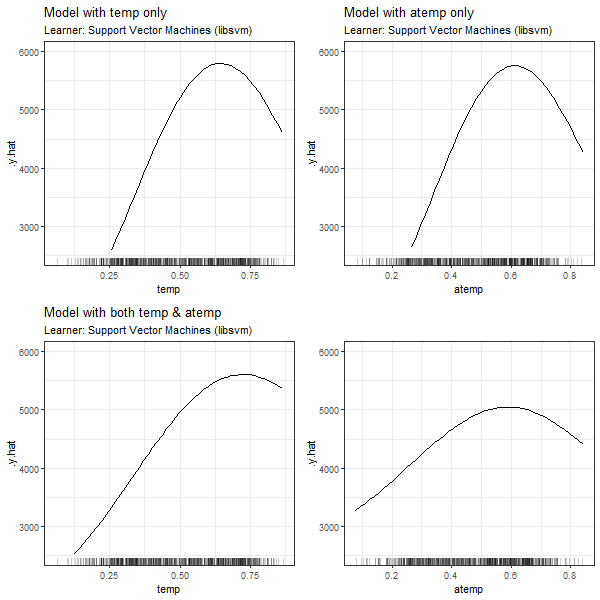 Model with temp only
Learner: Support Vector Machines (libsvm)
6000
5000
4000
3000
.y.hat
0.25
0.50
0.75
temp
Model with atemp only
Learner: Support Vector Machines (libsvm)
6000
5000
4000
3000
.y.hat
0.2
0.4
0.6
0.8
atemp
Model with both temp & atemp
Learner: Support Vector Machines (libsvm)
6000
5000
4000
3000
.y.hat
0.25
0.50
0.75
temp
6000
5000
4000
3000
.y.hat
0.2
0.4
0.6
0.8
atemp